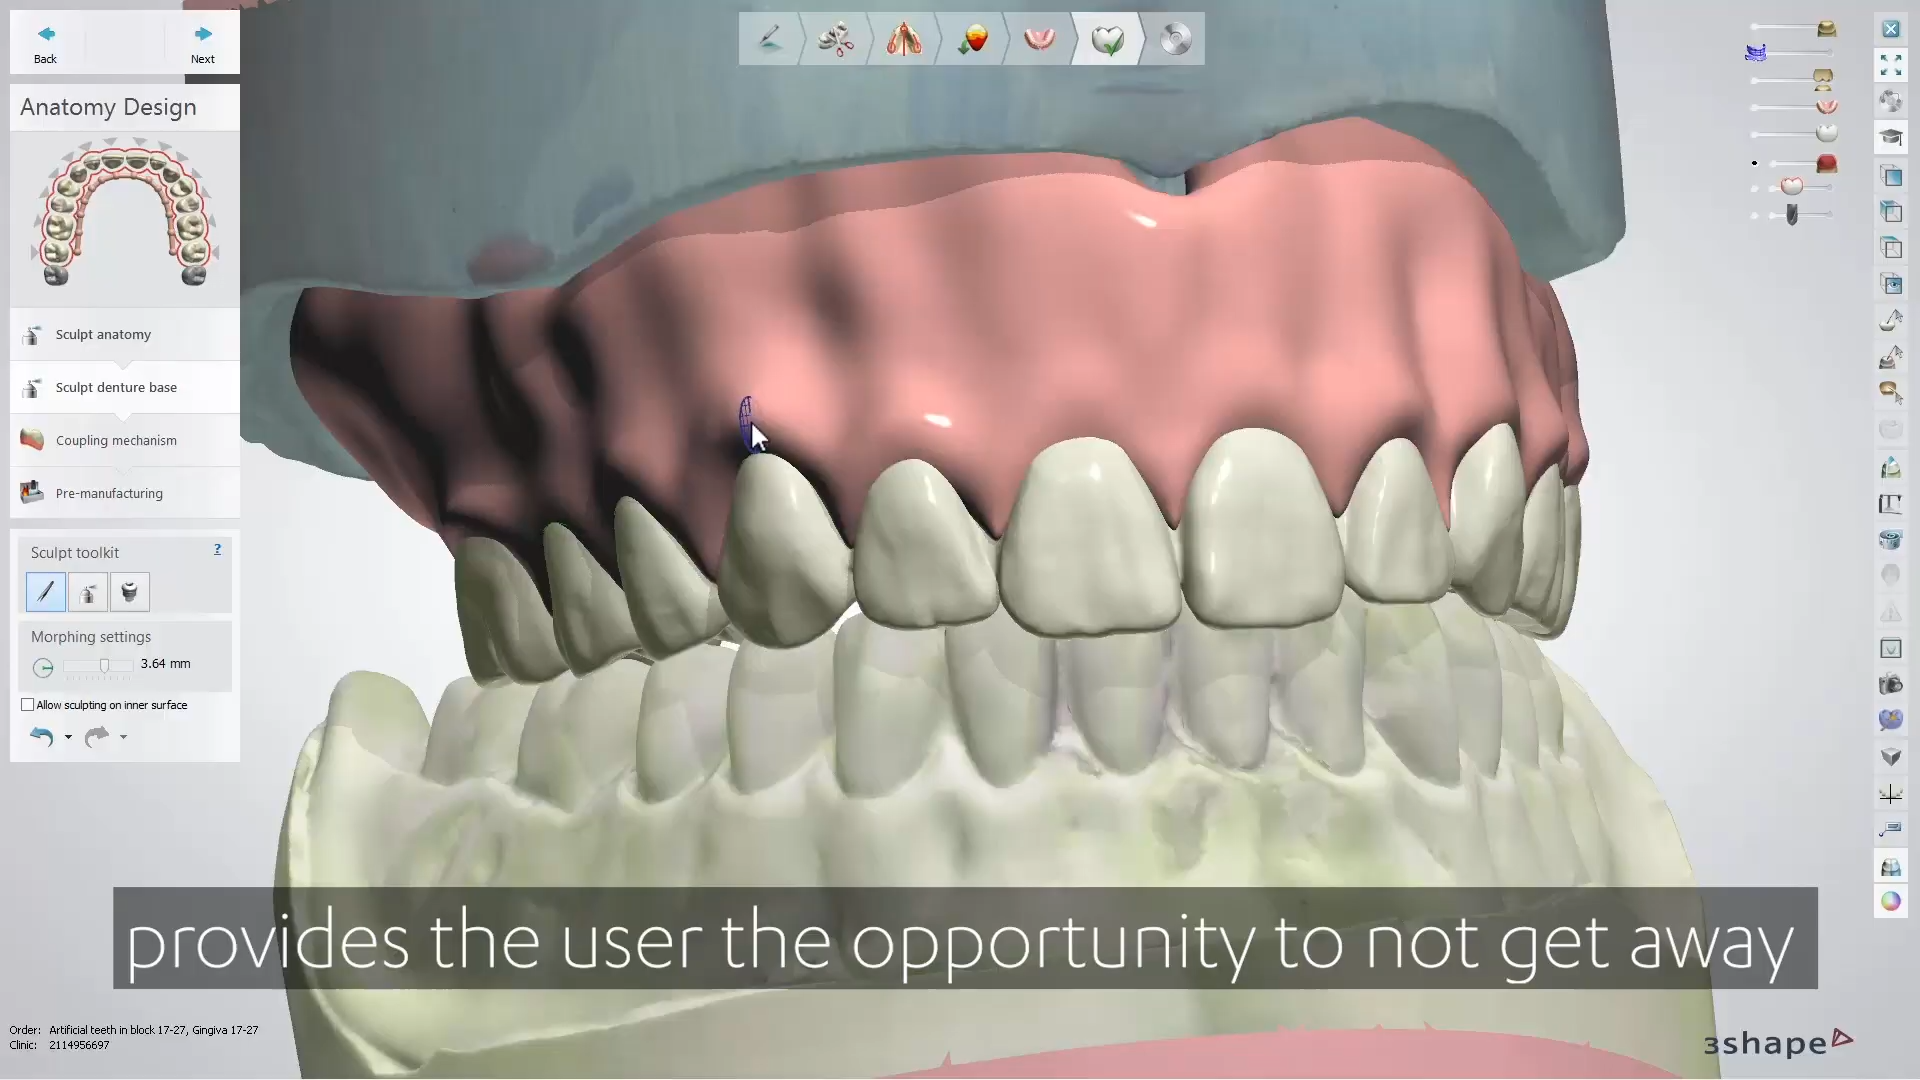 Back
Next
Anatomy Design
Sculpt anatomy
Sculpt denture base
Coupling mechanism
Pre-manufacturing
Sculpt toolkit
?
Morphing settings
3.64 mm
Allow sculpting on inner surface
provides the user the opportunity to not get away
Order: Artificial teeth in block 17-27, Gingiva 17-27
Clinic: 2114956697
3shape